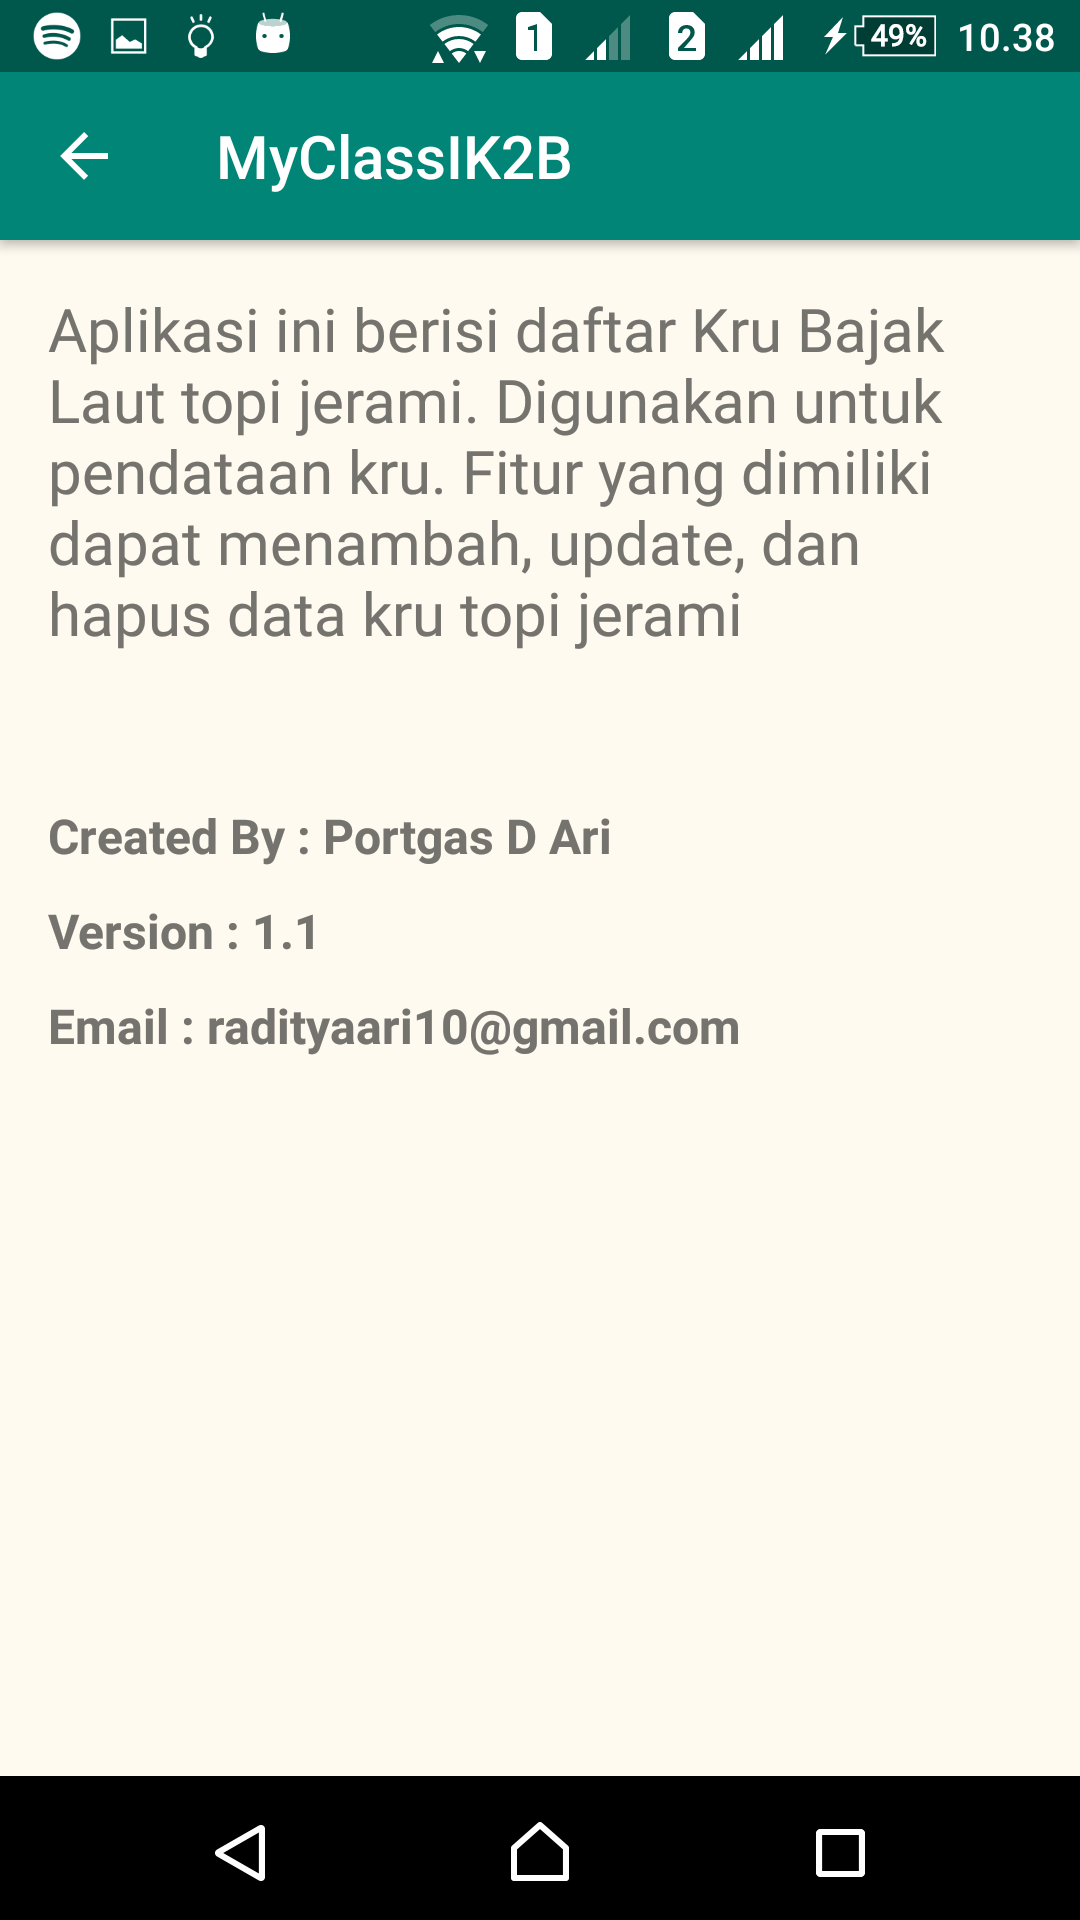 1 2 49% 10.38
MyClassIK2B
Aplikasi ini berisi daftar Kru Bajak
Laut topi jerami. Digunakan untuk
pendataan kru. Fitur yang dimiliki
dapat menambah, update, dan
hapus data kru topi jerami
Created By : Portgas D Ari
Version : 1.1
Email : radityaari10@gmail.com